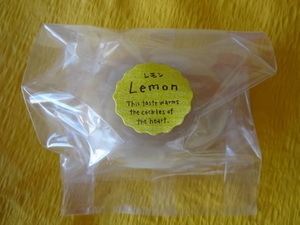 レモン
Lemon
This taste warms
the cockles of
the heart.